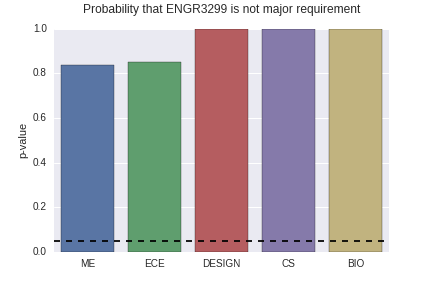 Probability that ENGR3299 is not major requirement
1.0
0.8
0.6
0.4
0.2
0.0
p-value
ME ECE DESIGN CS BIO